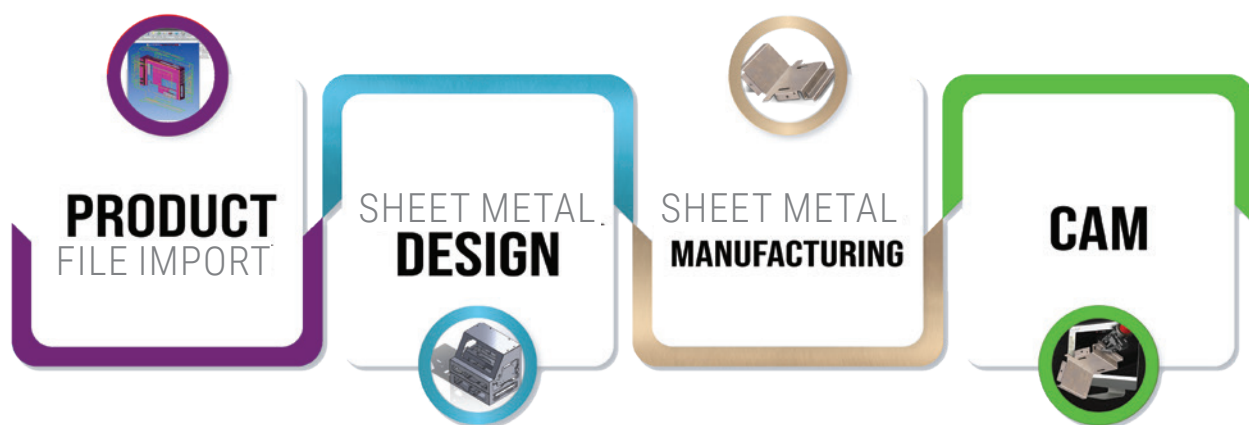 PRODUCT
FILE IMPORT
SHEET METAL
DESIGN
SHEET METAL
MANUFACTURING
CAM